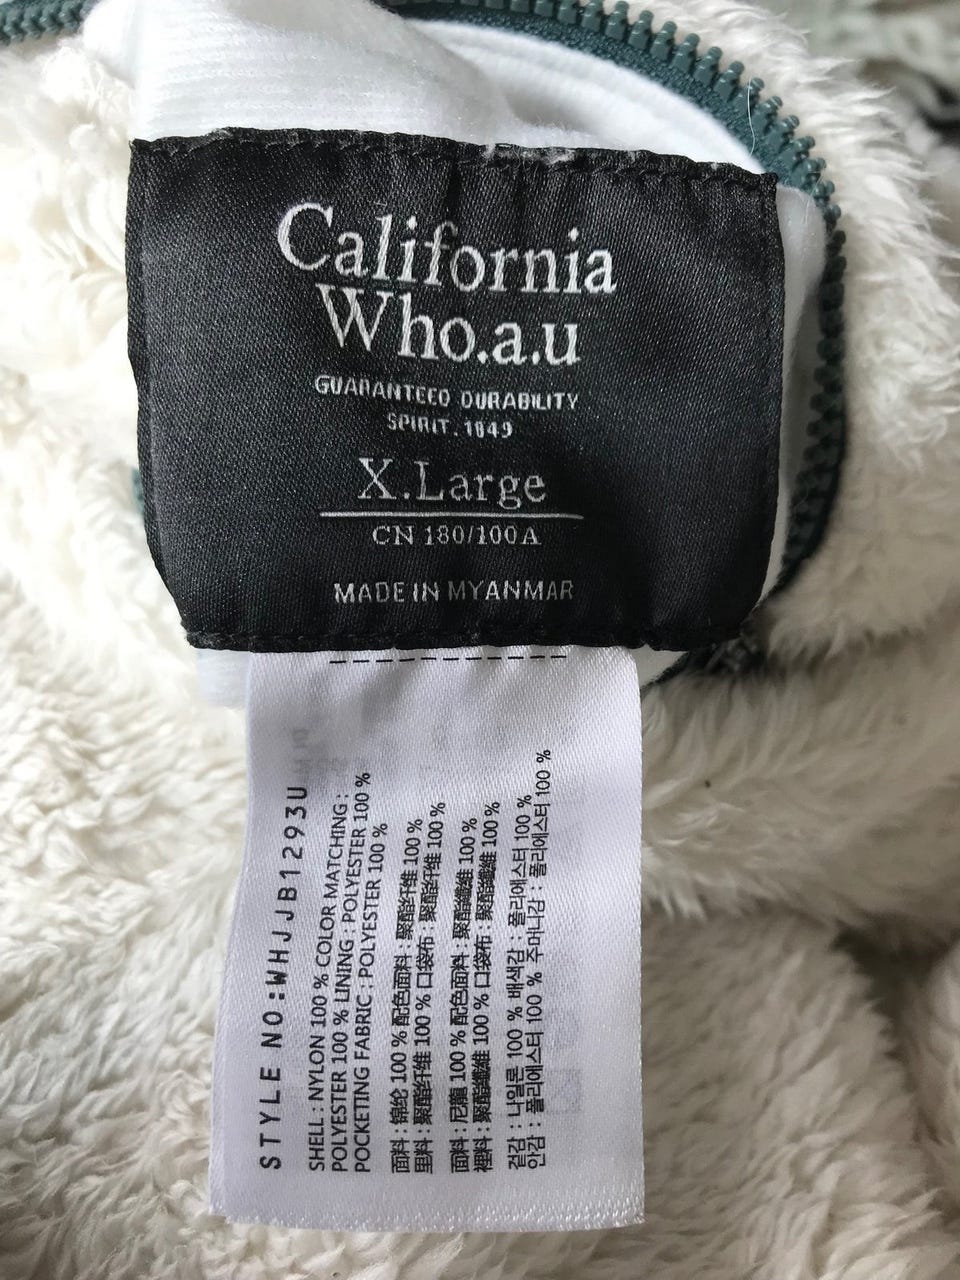 California
Who.a.u
GUARANTEED DURABILITY
SPIRIT.1849
X.Large
CN 180/100A
MADE IN MYANMAR
STYLE NO:WHJJB1293U
SHELL : NYLON 100 % COLOR MATCHING :
POLYESTER 100 % LINING : POLYESTER 100 %
POCKETING FABRIC : POLYESTER 100 %
面料 : 锦纶 100 % 配色面料 : 聚酯纤维 100 %
里料 : 聚酯纤维 100 % 口袋布 : 聚酯纤维 100 %
面料 : 尼龍 100 % 配色面料 : 聚酯纖維 100 %
裡料 : 聚酯纖維 100 % 口袋布 : 聚酯纖維 100 %
겉감 : 나일론 100 % 배색감 : 폴리에스터 100 %
안감 : 폴리에스터 100 % 주머니감 : 폴리에스터 100 %